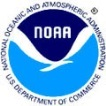 NATIONAL OCEANIC AND ATMOSPHERIC ADMINISTRATION
NOAA
U.S. DEPARTMENT OF COMMERCE
®